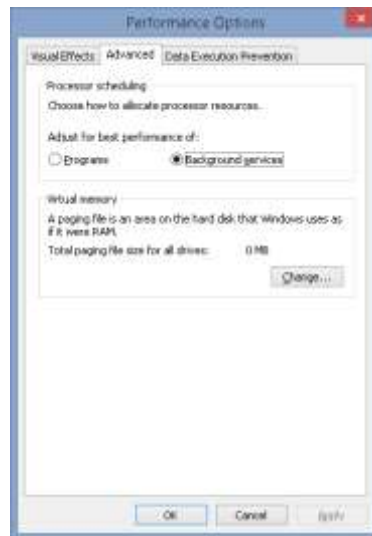 Performance Options
Visual Effects Advanced Data Execution Prevention
Processor scheduling
Choose how to allocate processor resources.
Adjust for best performance of:
Programs Background services
Virtual memory
A paging file is an area on the hard disk that Windows uses as
if it were RAM.
Total paging file size for all drives: 0 MB
Change...
OK Cancel Apply